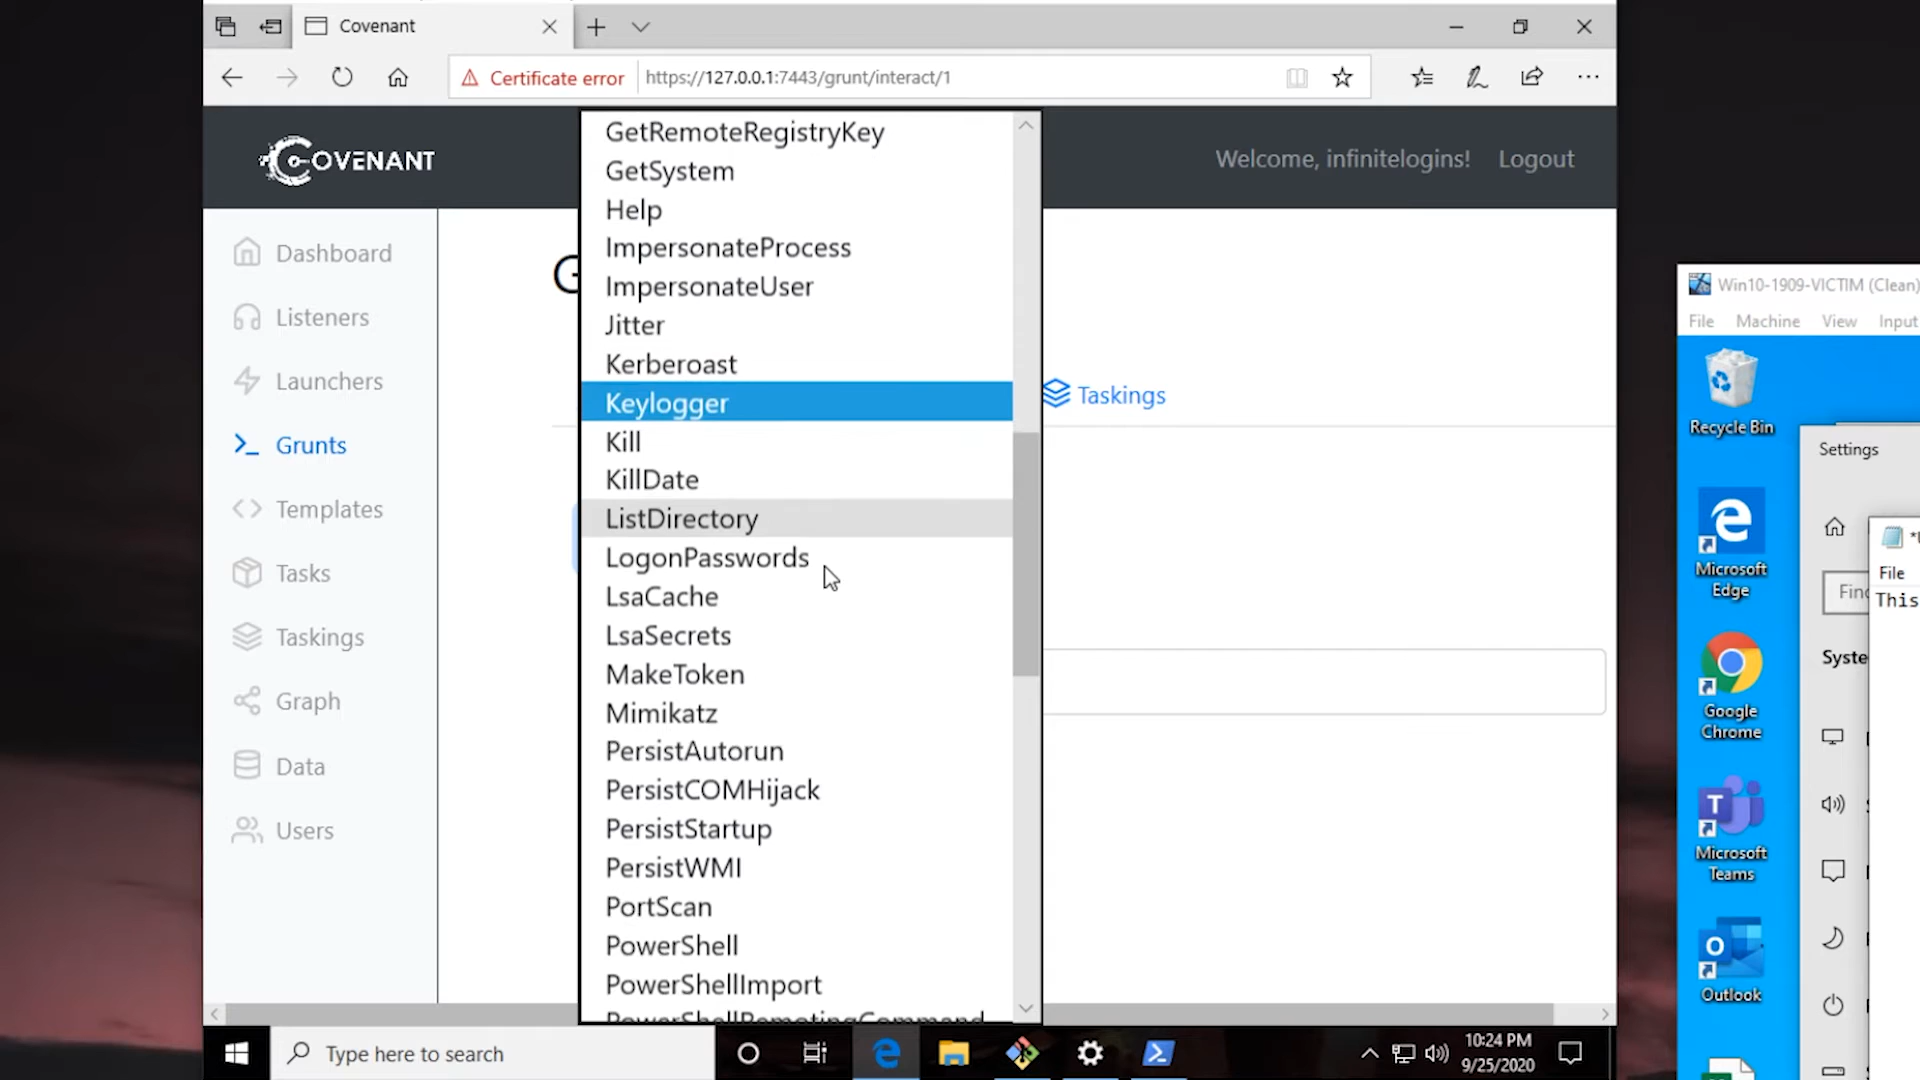 Covenant
Certificate error
https://127.0.0.1:7443/grunt/interact/1
COVENANT
Welcome, infinitelogins!
Logout
Dashboard
Listeners
Launchers
Grunts
Templates
Tasks
Taskings
Graph
Data
Users
G
Taskings
GetRemoteRegistryKey
GetSystem
Help
ImpersonateProcess
ImpersonateUser
Jitter
Kerberoast
Keylogger
Kill
KillDate
ListDirectory
LogonPasswords
LsaCache
LsaSecrets
MakeToken
Mimikatz
PersistAutorun
PersistCOMHijack
PersistStartup
PersistWMI
PortScan
PowerShell
PowerShellImport
PowerShellRemotingCommand
Win10-1909-VICTIM (Clean)
File Machine View Input
Recycle Bin
Microsoft
Edge
Google
Chrome
Microsoft
Teams
Outlook
Settings
Find
Syste
File
This
Type here to search
10:24 PM
9/25/2020